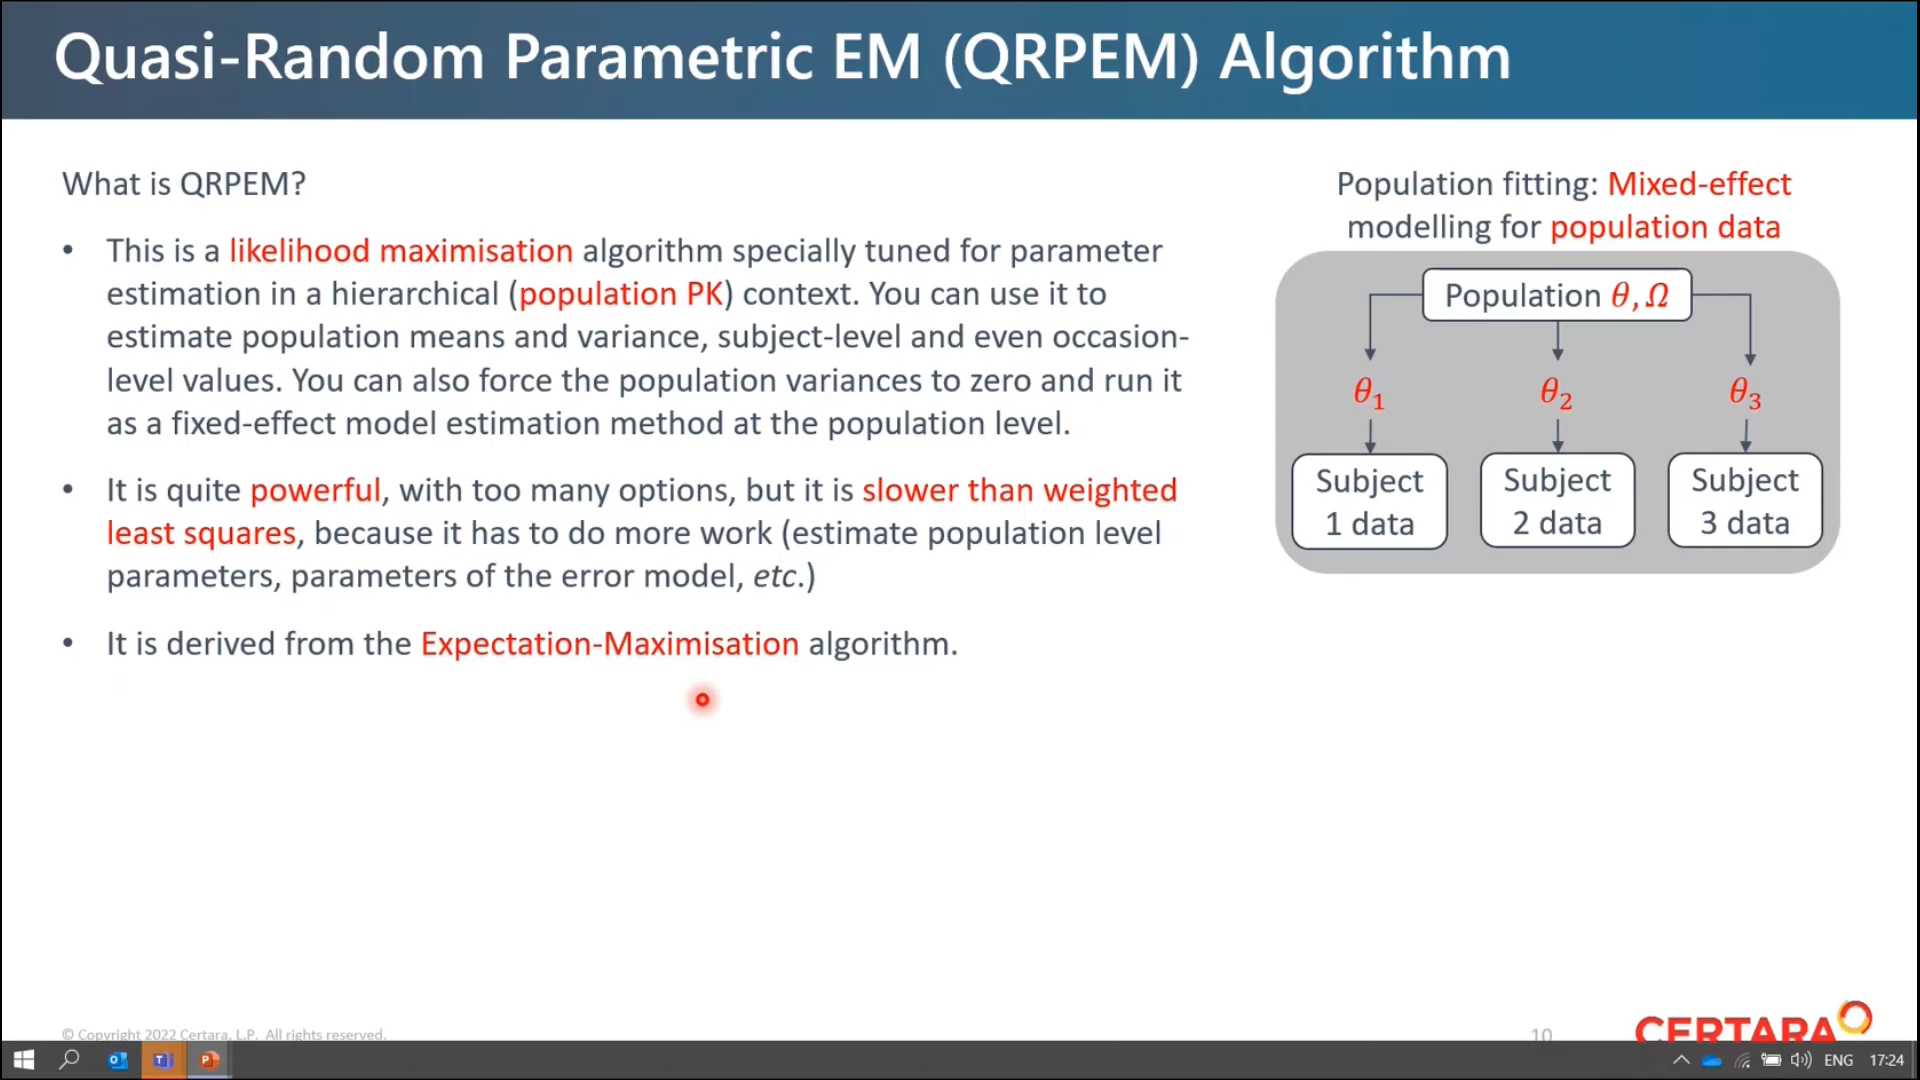 Quasi-Random Parametric EM (QRPEM) Algorithm
What is QRPEM?
• This is a likelihood maximisation algorithm specially tuned for parameter
estimation in a hierarchical (population PK) context. You can use it to
estimate population means and variance, subject-level and even occasion-
level values. You can also force the population variances to zero and run it
as a fixed-effect model estimation method at the population level.
• It is quite powerful, with too many options, but it is slower than weighted
least squares, because it has to do more work (estimate population level
parameters, parameters of the error model, etc.)
• It is derived from the Expectation-Maximisation algorithm.
Population fitting: Mixed-effect
modelling for population data
Population θ, Ω
θ1 θ2 θ3
Subject Subject Subject
1 data 2 data 3 data
© Copyright 2022 Certara, L.P. All rights reserved.
10
CERTARA
ENG 17:24